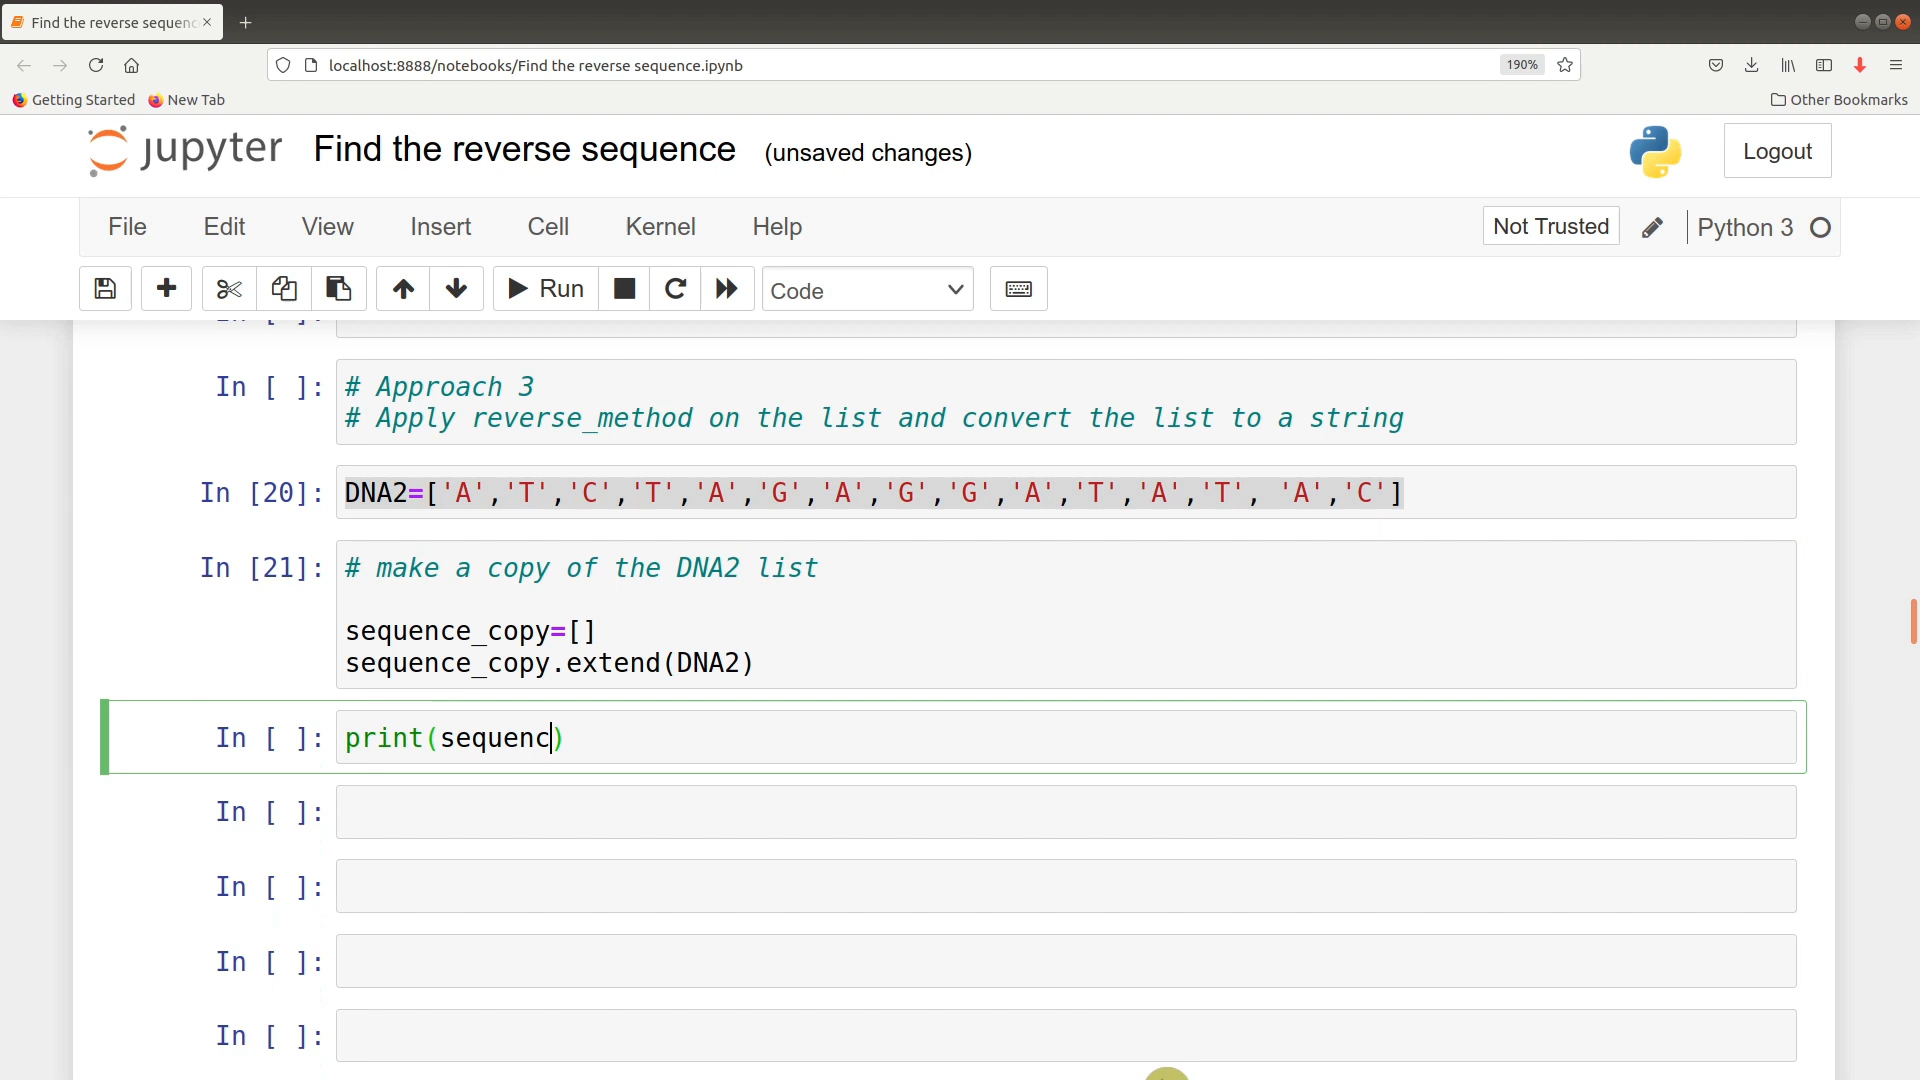 Find the reverse sequenc
localhost:8888/notebooks/Find the reverse sequence.ipynb
190%
Getting Started
New Tab
Other Bookmarks
jupyter
Find the reverse sequence
(unsaved changes)
Logout
File
Edit
View
Insert
Cell
Kernel
Help
Not Trusted
Python 3
Run
Code
In [ ]:
# Approach 3
# Apply reverse_method on the list and convert the list to a string
In [20]:
DNA2=['A','T','C','T','A','G','A','G','G','A','T','A','T', 'A','C']
In [21]:
# make a copy of the DNA2 list
sequence_copy=[]
sequence_copy.extend(DNA2)
In [ ]:
print(sequenc)
In [ ]:
In [ ]:
In [ ]:
In [ ]: